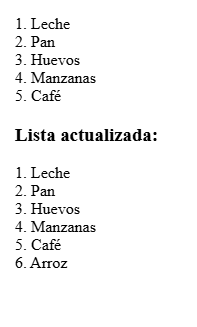 1. Leche
2. Pan
3. Huevos
4. Manzanas
5. Café
Lista actualizada:
1. Leche
2. Pan
3. Huevos
4. Manzanas
5. Café
6. Arroz